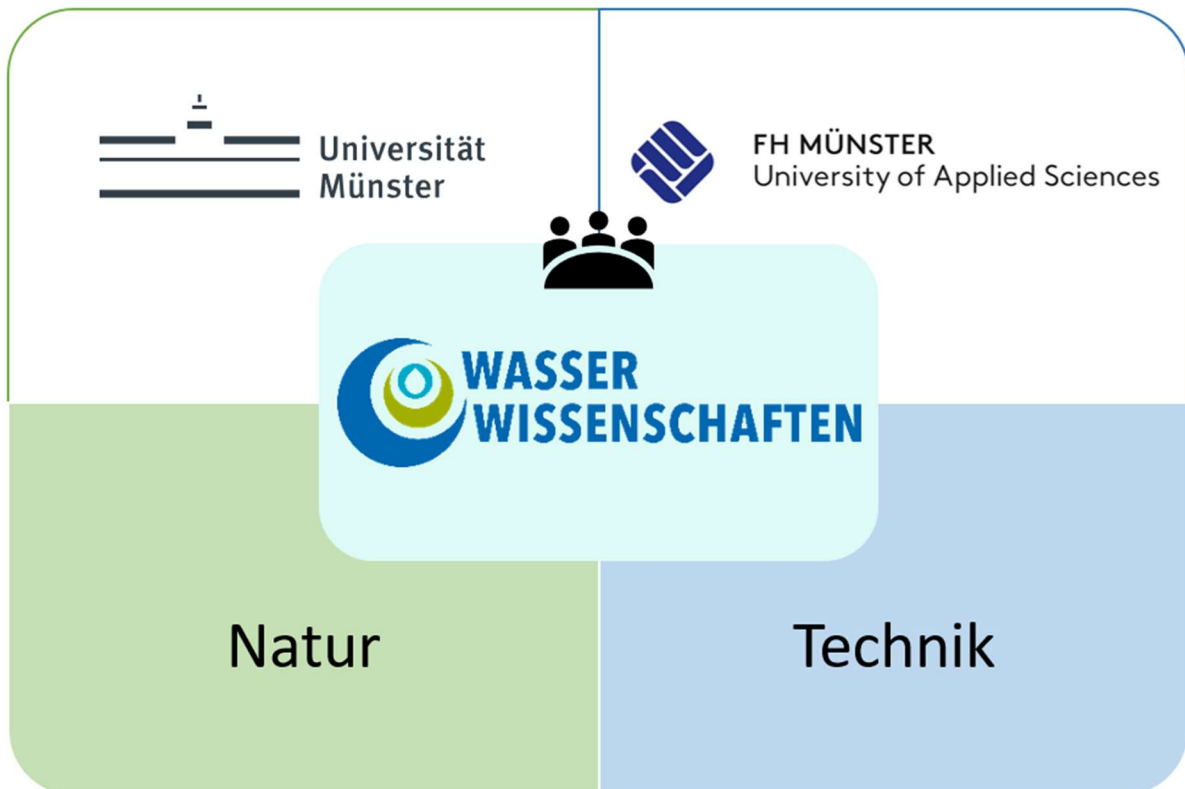 Universität
Münster
FH MÜNSTER
University of Applied Sciences
WASSER
WISSENSCHAFTEN
Natur
Technik